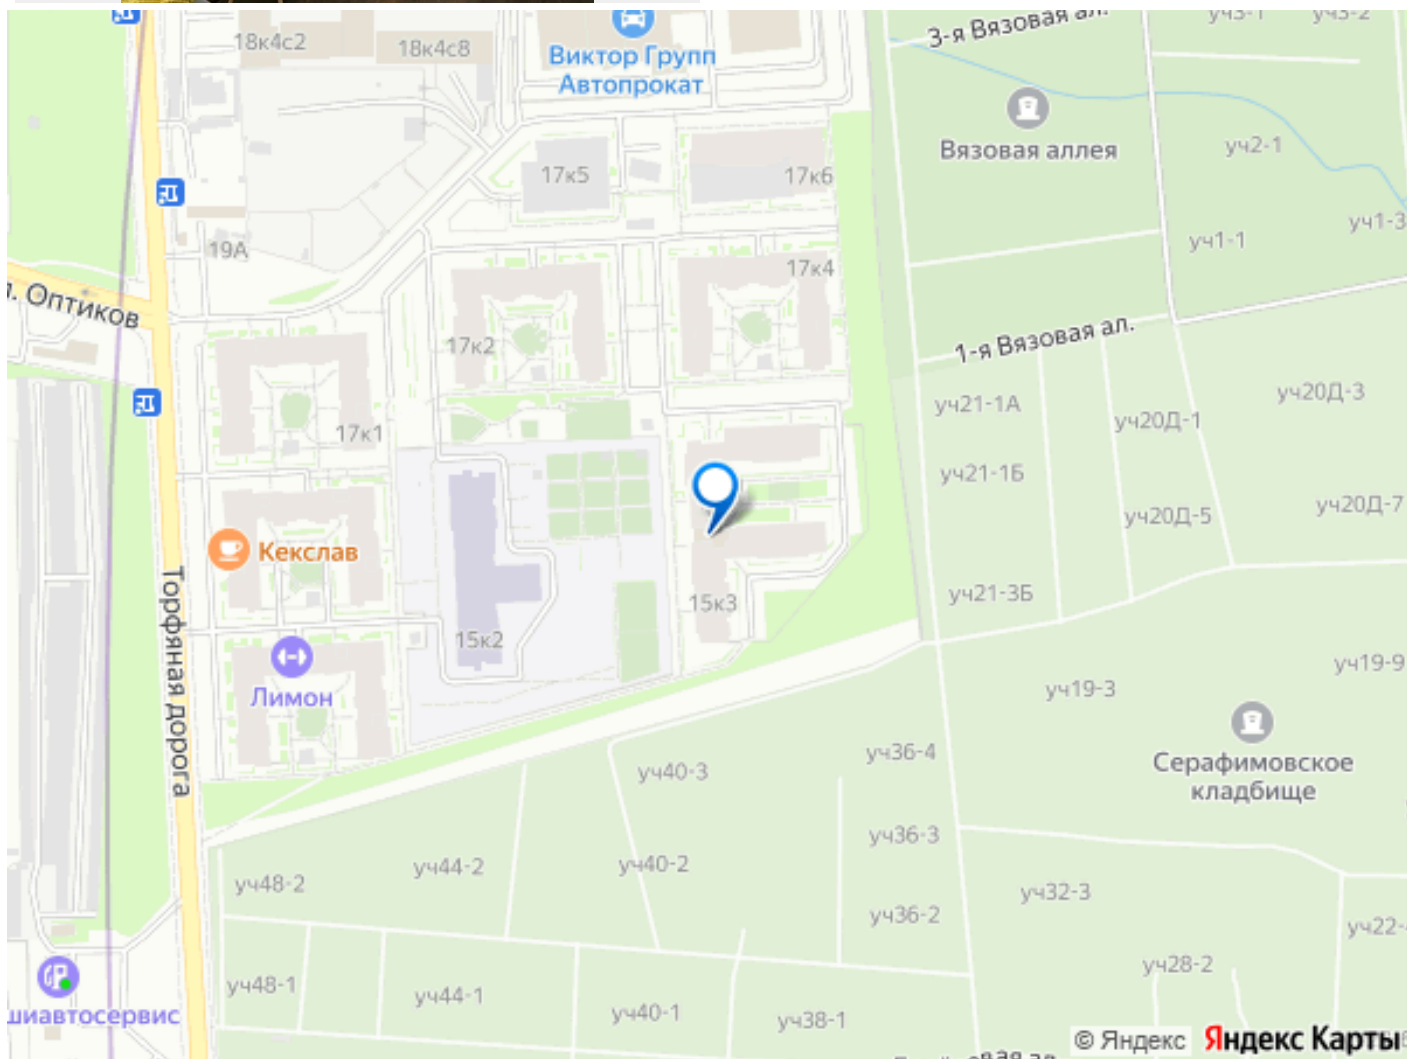 3-я Вязовая ал.
уч3-1
уч3-2
18к4с2
18к4с8
Виктор Групп
Автопрокат
Вязовая аллея
уч2-1
17к5
17к6
уч1-3
уч1-1
19А
17к4
Оптиков
17к2
1-я Вязовая ал.
уч20Д-3
уч21-1А
уч20Д-1
17к1
уч21-1Б
уч20Д-7
уч20Д-5
Кекслав
уч21-3Б
15к3
Торфяная дорога
15к2
уч19-9
уч19-3
Лимон
уч36-4
Серафимовское
кладбище
уч40-3
уч36-3
уч44-2
уч40-2
уч48-2
уч32-3
уч36-2
уч22-
уч28-2
уч48-1
уч44-1
уч40-1
уч38-1
шиавтосервис
© Яндекс
Яндекс Карты